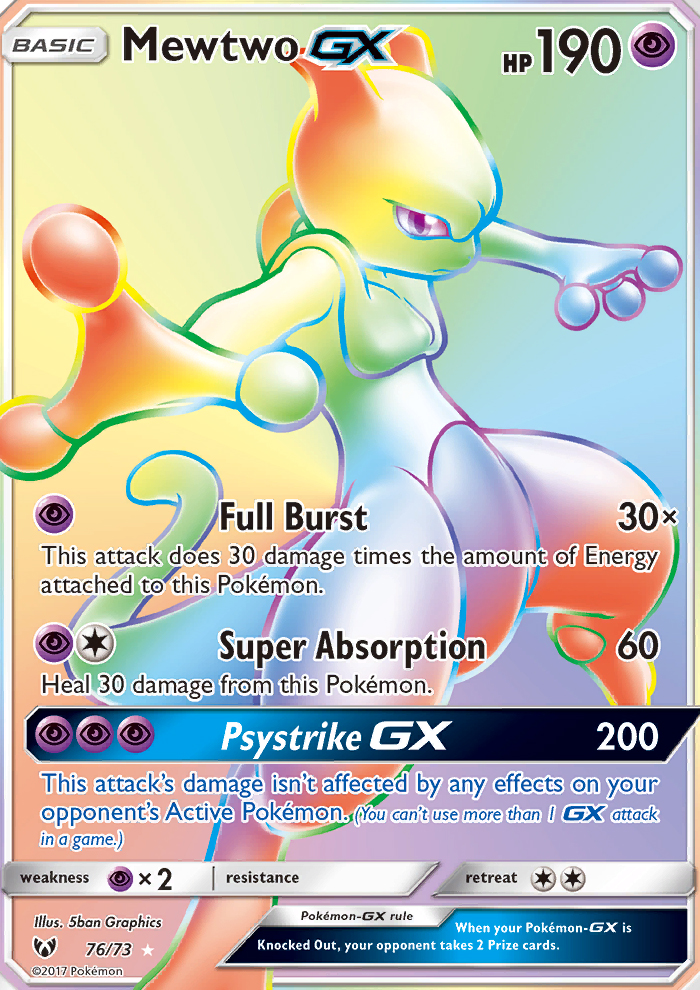 BASIC Mewtwo GX HP 190
Full Burst 30×
This attack does 30 damage times the amount of Energy
attached to this Pokémon.
Super Absorption 60
Heal 30 damage from this Pokémon.
Psystrike GX 200
This attack's damage isn't affected by any effects on your
opponent's Active Pokémon. (You can't use more than 1 GX attack
in a game.)
weakness × 2 resistance retreat
Illus. 5ban Graphics
76/73
©2017 Pokémon
Pokémon-GX rule
When your Pokémon-GX is
Knocked Out, your opponent takes 2 Prize cards.